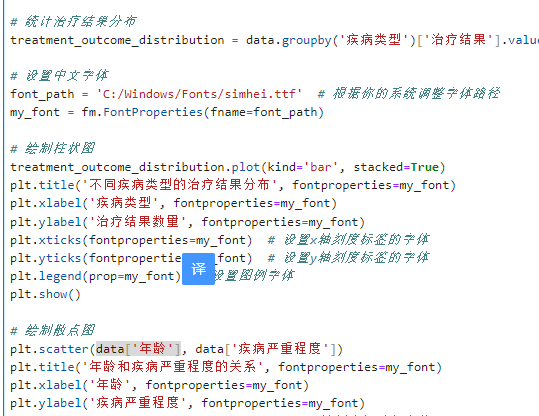 # 统计治疗结果分布
treatment_outcome_distribution = data.groupby('疾病类型')['治疗结果'].valu
# 设置中文字体
font_path = 'C:/Windows/Fonts/simhei.ttf'  # 根据你的系统调整字体路径
my_font = fm.FontProperties(fname=font_path)
# 绘制柱状图
treatment_outcome_distribution.plot(kind='bar', stacked=True)
plt.title('不同疾病类型的治疗结果分布', fontproperties=my_font)
plt.xlabel('疾病类型', fontproperties=my_font)
plt.ylabel('治疗结果数量', fontproperties=my_font)
plt.xticks(fontproperties=my_font)  # 设置x轴刻度标签的字体
plt.yticks(fontproperties=my_font)  # 设置y轴刻度标签的字体
译
plt.legend(prop=my_font)  设置图例字体
plt.show()
# 绘制散点图
plt.scatter(data['年龄'], data['疾病严重程度'])
plt.title('年龄和疾病严重程度的关系', fontproperties=my_font)
plt.xlabel('年龄', fontproperties=my_font)
plt.ylabel('疾病严重程度', fontproperties=my_font)